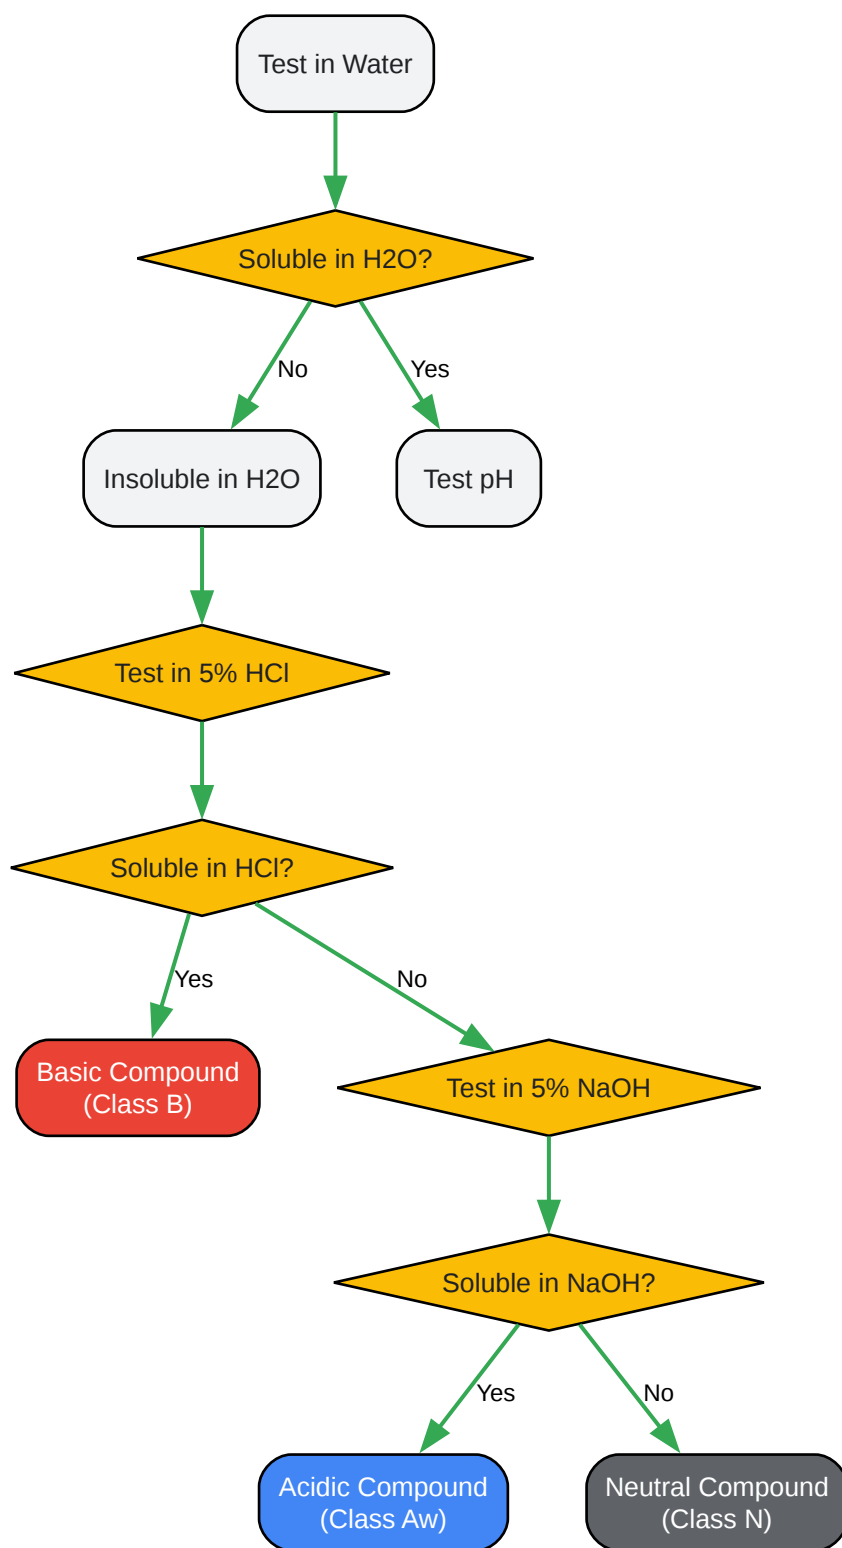 Test in Water
Soluble in H2O?
No
Yes
Insoluble in H2O
Test pH
Test in 5% HCl
Soluble in HCl?
Yes
No
Basic Compound
(Class B)
Test in 5% NaOH
Soluble in NaOH?
Yes
No
Acidic Compound
(Class Aw)
Neutral Compound
(Class N)